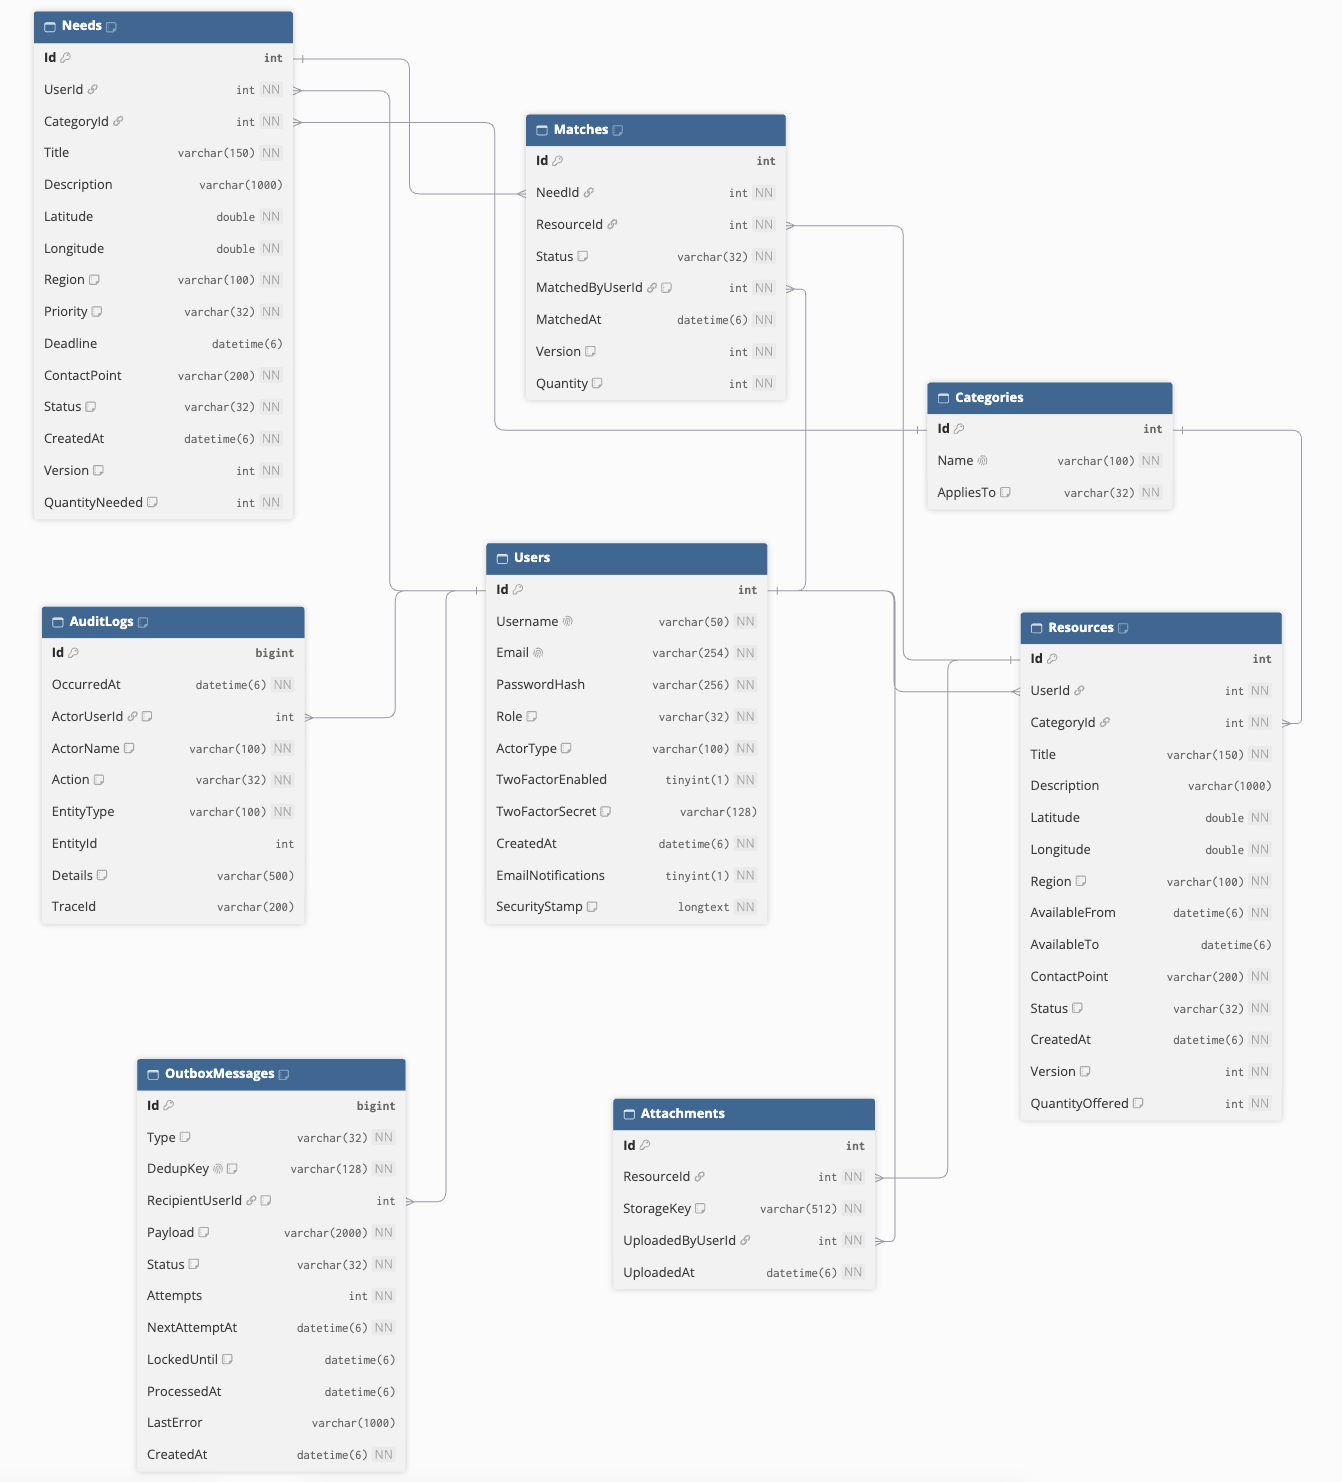 Needs
Id int
UserId int NN
CategoryId int NN
Title varchar(150) NN
Description varchar(1000)
Latitude double NN
Longitude double NN
Region varchar(100) NN
Priority varchar(32) NN
Deadline datetime(6)
ContactPoint varchar(200) NN
Status varchar(32) NN
CreatedAt datetime(6) NN
Version int NN
QuantityNeeded int NN
Matches
Id int
NeedId int NN
ResourceId int NN
Status varchar(32) NN
MatchedByUserId int NN
MatchedAt datetime(6) NN
Version int NN
Quantity int NN
Categories
Id int
Name varchar(100) NN
AppliesTo varchar(32) NN
Users
Id int
Username varchar(50) NN
Email varchar(254) NN
PasswordHash varchar(256) NN
Role varchar(32) NN
ActorType varchar(100) NN
TwoFactorEnabled tinyint(1) NN
TwoFactorSecret varchar(128)
CreatedAt datetime(6) NN
EmailNotifications tinyint(1) NN
SecurityStamp longtext NN
AuditLogs
Id bigint
OccurredAt datetime(6) NN
ActorUserId int
ActorName varchar(100) NN
Action varchar(32) NN
EntityType varchar(100) NN
EntityId int
Details varchar(500)
TraceId varchar(200)
Resources
Id int
UserId int NN
CategoryId int NN
Title varchar(150) NN
Description varchar(1000)
Latitude double NN
Longitude double NN
Region varchar(100) NN
AvailableFrom datetime(6) NN
AvailableTo datetime(6)
ContactPoint varchar(200) NN
Status varchar(32) NN
CreatedAt datetime(6) NN
Version int NN
QuantityOffered int NN
OutboxMessages
Id bigint
Type varchar(32) NN
DedupKey varchar(128) NN
RecipientUserId int
Payload varchar(2000) NN
Status varchar(32) NN
Attempts int NN
NextAttemptAt datetime(6) NN
LockedUntil datetime(6)
ProcessedAt datetime(6)
LastError varchar(1000)
CreatedAt datetime(6) NN
Attachments
Id int
ResourceId int NN
StorageKey varchar(512) NN
UploadedByUserId int NN
UploadedAt datetime(6) NN